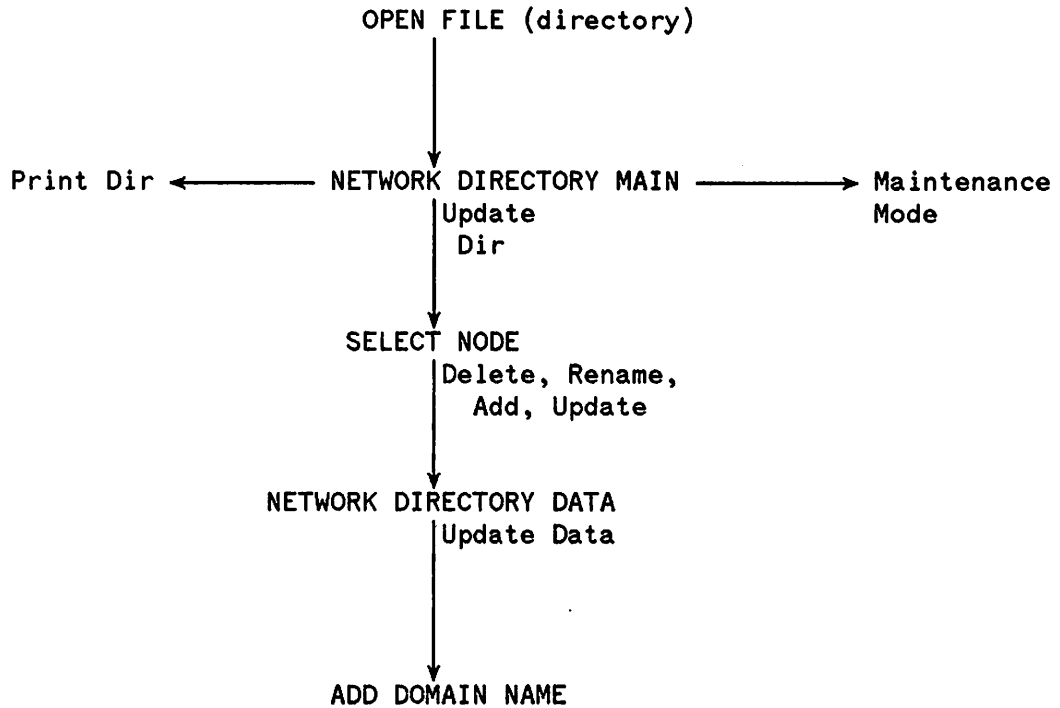 OPEN FILE (directory)
Print Dir
NETWORK DIRECTORY MAIN
Maintenance
Mode
Update
Dir
SELECT NODE
Delete, Rename,
Add, Update
NETWORK DIRECTORY DATA
Update Data
ADD DOMAIN NAME